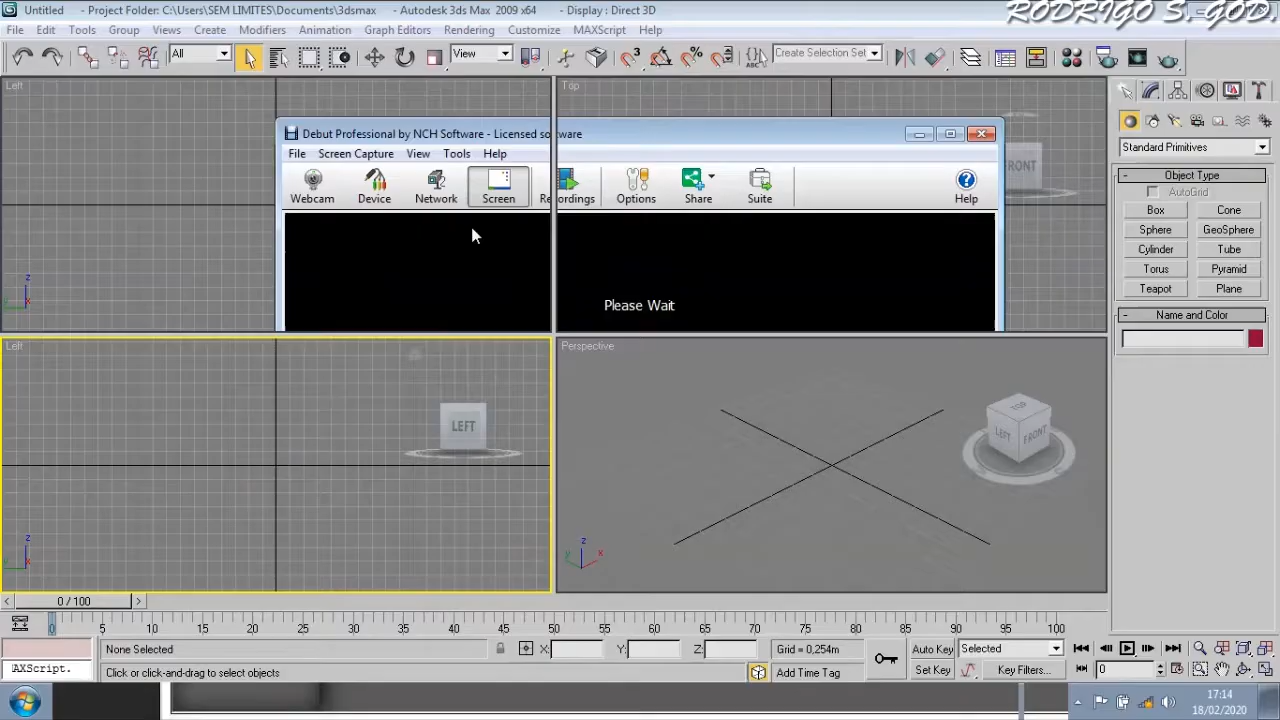 Untitled - Project Folder: C:\Users\SEM LIMITES\Documents\3dsmax - Autodesk 3ds Max 2009 x64 - Display : Direct 3D
RODRIGO S. GOD.
File Edit Tools Group Views Create Modifiers Animation Graph Editors Rendering Customize MAXScript Help
All View Create Selection Set
Left
Top
Debut Professional by NCH Software - Licensed software
File Screen Capture View Tools Help
Webcam Device Network Screen Recordings Options Share Suite Help
Please Wait
FRONT
Standard Primitives
- Object Type
AutoGrid
Box Cone
Sphere GeoSphere
Cylinder Tube
Torus Pyramid
Teapot Plane
- Name and Color
Left
LEFT
Perspective
TOP
LEFT FRONT
z
x
z
x
z
y x
< 0 / 100 >
0 5 10 15 20 25 30 35 40 45 50 55 60 65 70 75 80 85 90 95 100
None Selected X: Y: Z: Grid = 0,254m Auto Key Selected
AXScript. Click or click-and-drag to select objects Add Time Tag Set Key Key Filters... 0
17:14
18/02/2020